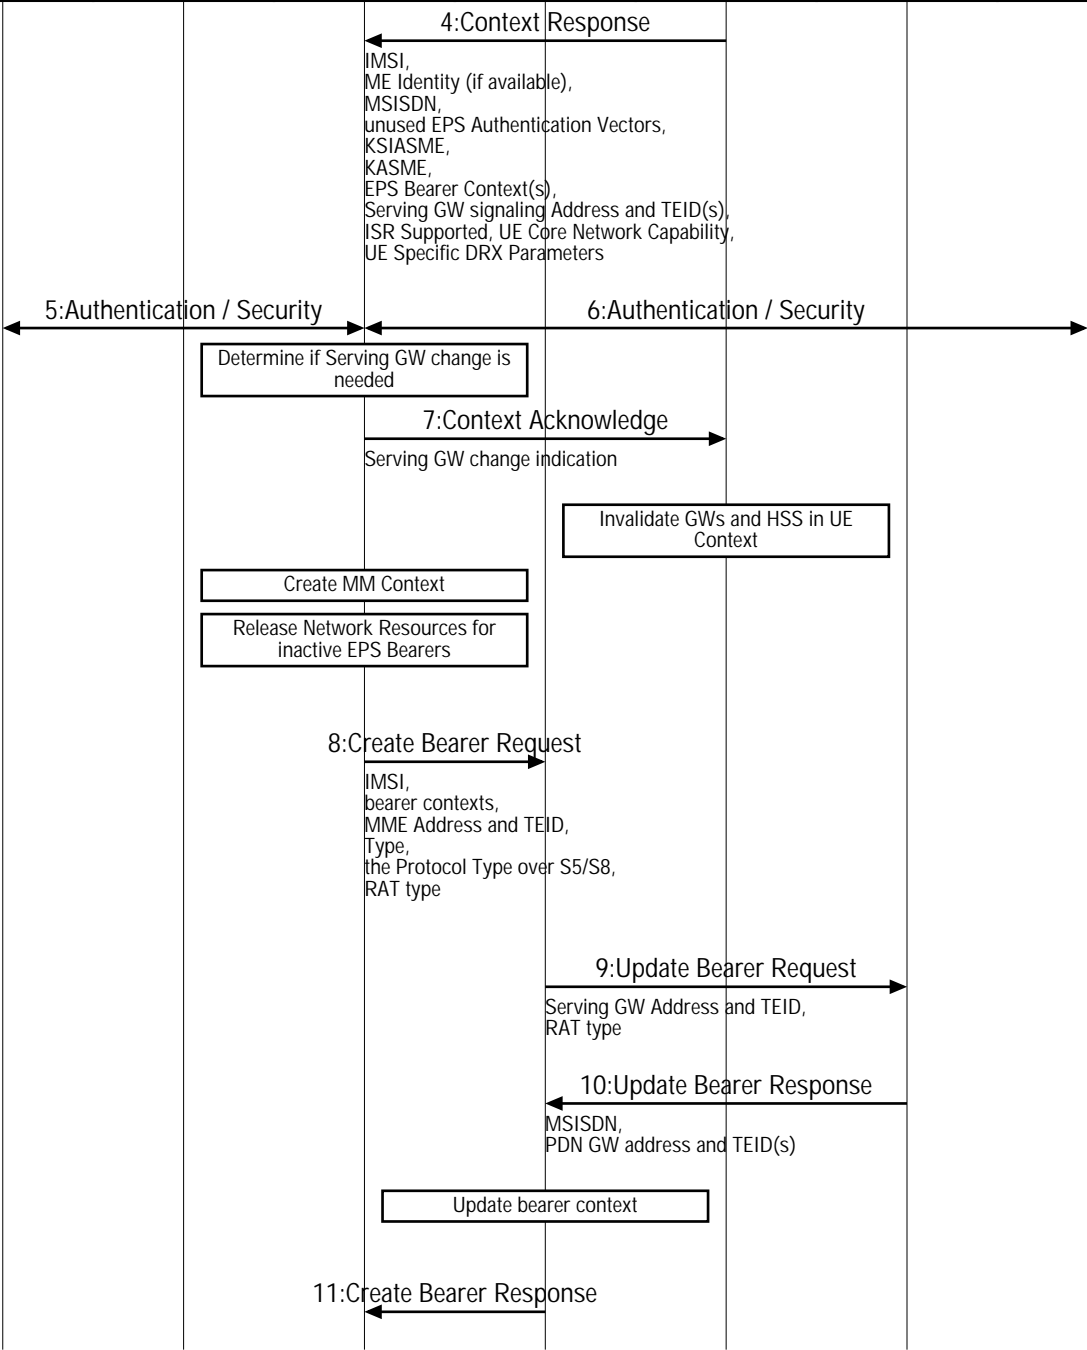 4:Context Response
IMSI,
ME Identity (if available),
MSISDN,
unused EPS Authentication Vectors,
KSIASME,
KASME,
EPS Bearer Context(s),
Serving GW signaling Address and TEID(s),
ISR Supported, UE Core Network Capability,
UE Specific DRX Parameters
5:Authentication / Security
6:Authentication / Security
Determine if Serving GW change is
needed
7:Context Acknowledge
Serving GW change indication
Invalidate GWs and HSS in UE
Context
Create MM Context
Release Network Resources for
inactive EPS Bearers
8:Create Bearer Request
IMSI,
bearer contexts,
MME Address and TEID,
Type,
the Protocol Type over S5/S8,
RAT type
9:Update Bearer Request
Serving GW Address and TEID,
RAT type
10:Update Bearer Response
MSISDN,
PDN GW address and TEID(s)
Update bearer context
11:Create Bearer Response